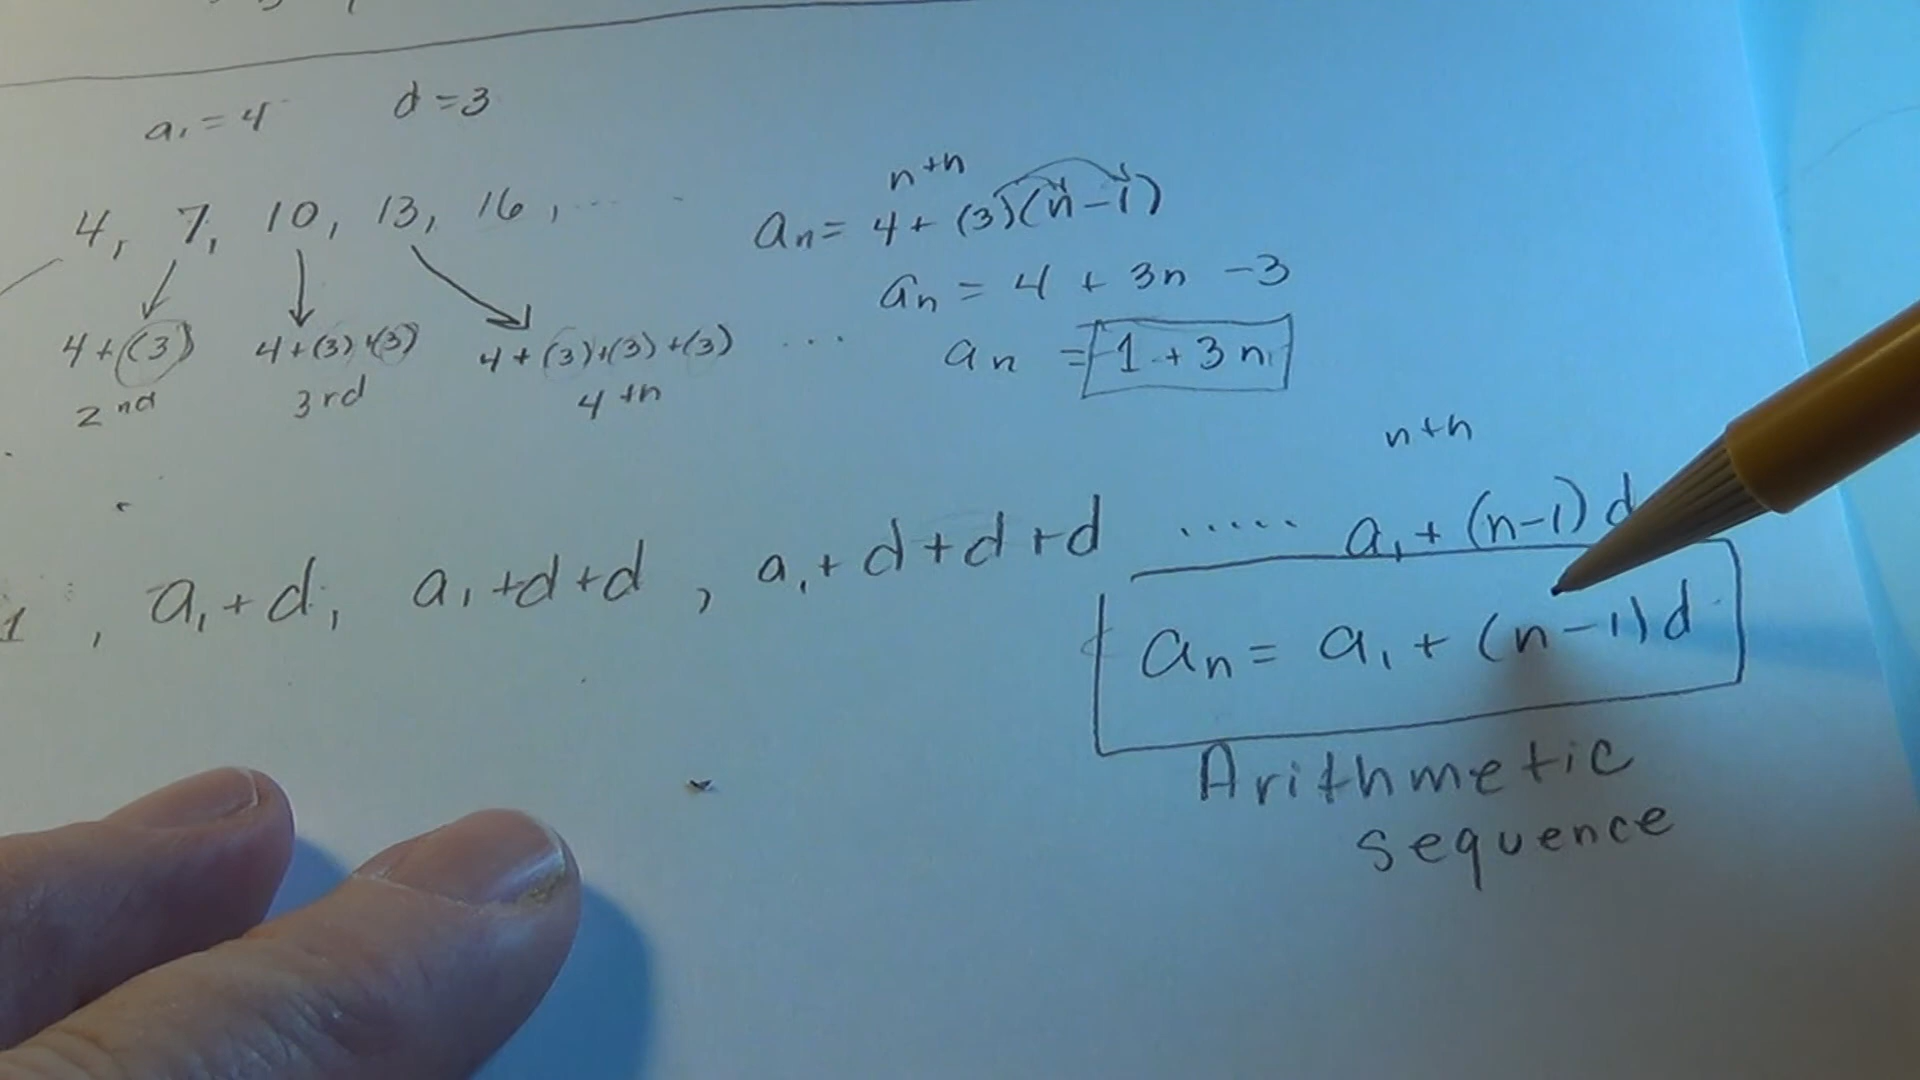 a₁ = 4    d = 3
4, 7, 10, 13, 16, .....
4+(3)    4+(3)+(3)    4+(3)+(3)+(3) ...
2nd    3rd    4th
nth
aₙ = 4+(3)(n-1)
aₙ = 4 + 3n -3
aₙ = 1 + 3n
nth
1, a₁+d, a₁+d+d, a₁+d+d+d ..... a₁+(n-1)d
aₙ = a₁+(n-1)d
Arithmetic
sequence